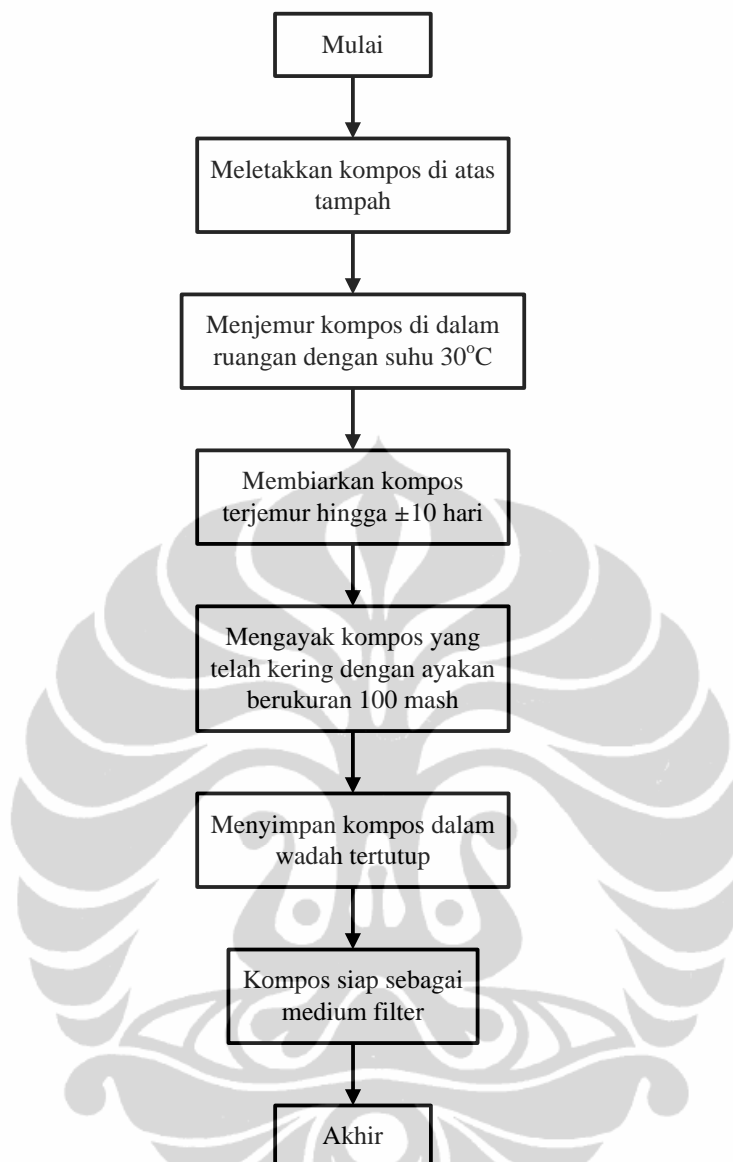 Mulai
Meletakkan kompos di atas
tampah
Menjemur kompos di dalam
ruangan dengan suhu 30°C
Membiarkan kompos
terjemur hingga ±10 hari
Mengayak kompos yang
telah kering dengan ayakan
berukuran 100 mash
Menyimpan kompos dalam
wadah tertutup
Kompos siap sebagai
medium filter
Akhir